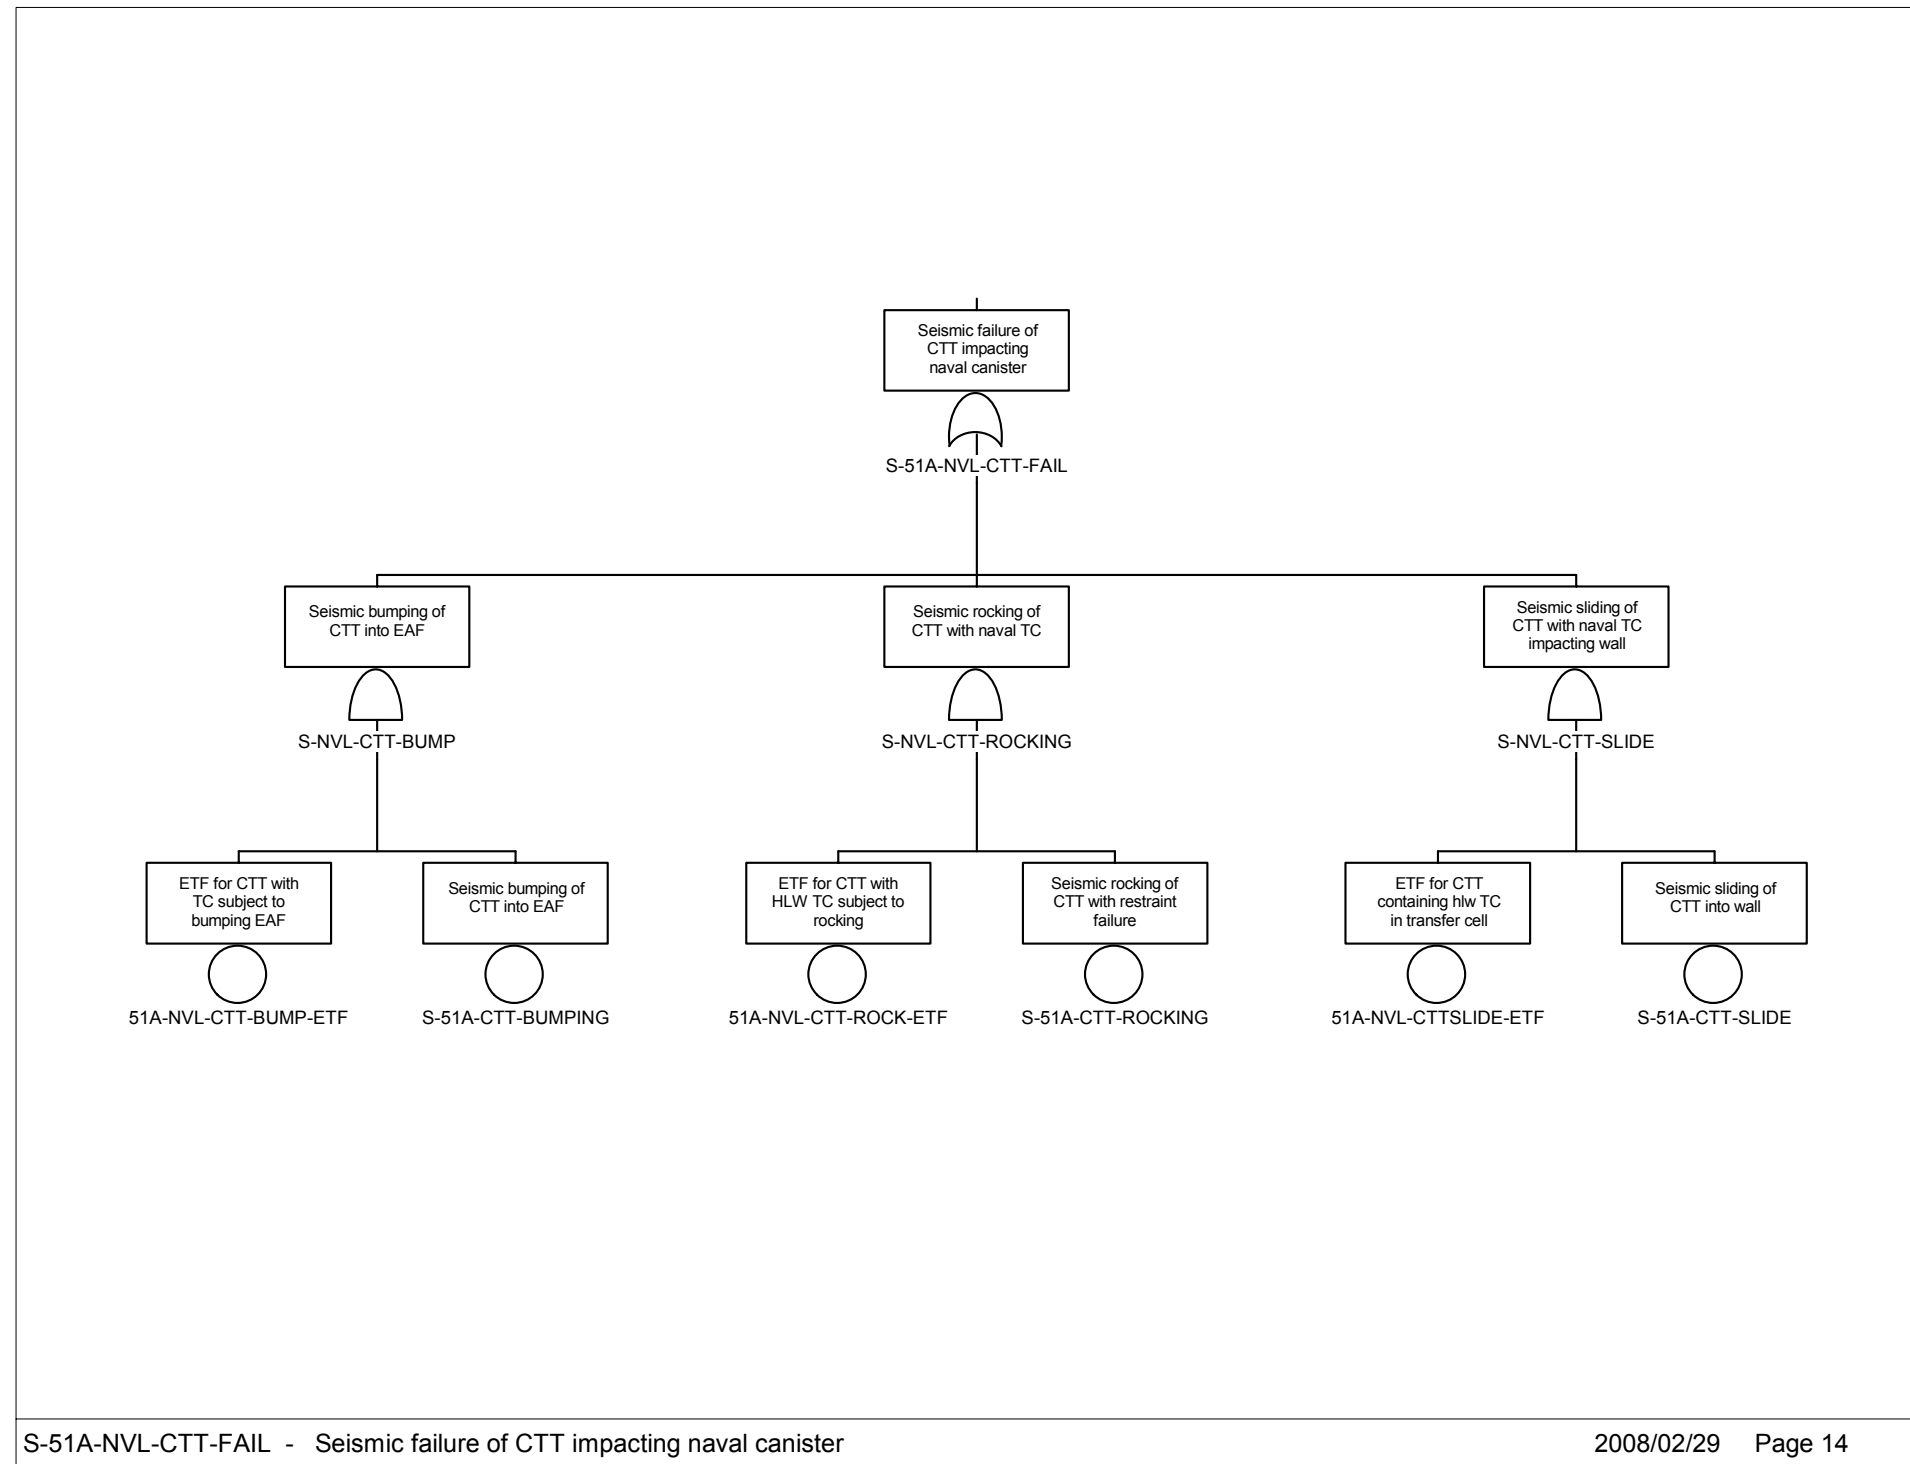 Seismic failure of
CTT impacting
naval canister
S-51A-NVL-CTT-FAIL
Seismic bumping of
CTT into EAF
S-NVL-CTT-BUMP
Seismic rocking of
CTT with naval TC
S-NVL-CTT-ROCKING
Seismic sliding of
CTT with naval TC
impacting wall
S-NVL-CTT-SLIDE
ETF for CTT with
TC subject to
bumping EAF
51A-NVL-CTT-BUMP-ETF
Seismic bumping of
CTT into EAF
S-51A-CTT-BUMPING
ETF for CTT with
HLW TC subject to
rocking
51A-NVL-CTT-ROCK-ETF
Seismic rocking of
CTT with restraint
failure
S-51A-CTT-ROCKING
ETF for CTT
containing hlw TC
in transfer cell
51A-NVL-CTTSLIDE-ETF
Seismic sliding of
CTT into wall
S-51A-CTT-SLIDE
S-51A-NVL-CTT-FAIL - Seismic failure of CTT impacting naval canister
2008/02/29 Page 14